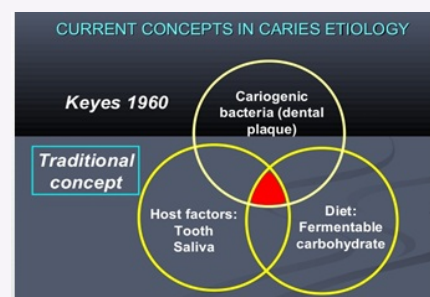 CURRENT CONCEPTS IN CARIES ETIOLOGY
Keyes 1960
Cariogenic
bacteria (dental
plaque)
Traditional
concept
Host factors:
Tooth
Saliva
Diet:
Fermentable
carbohydrate